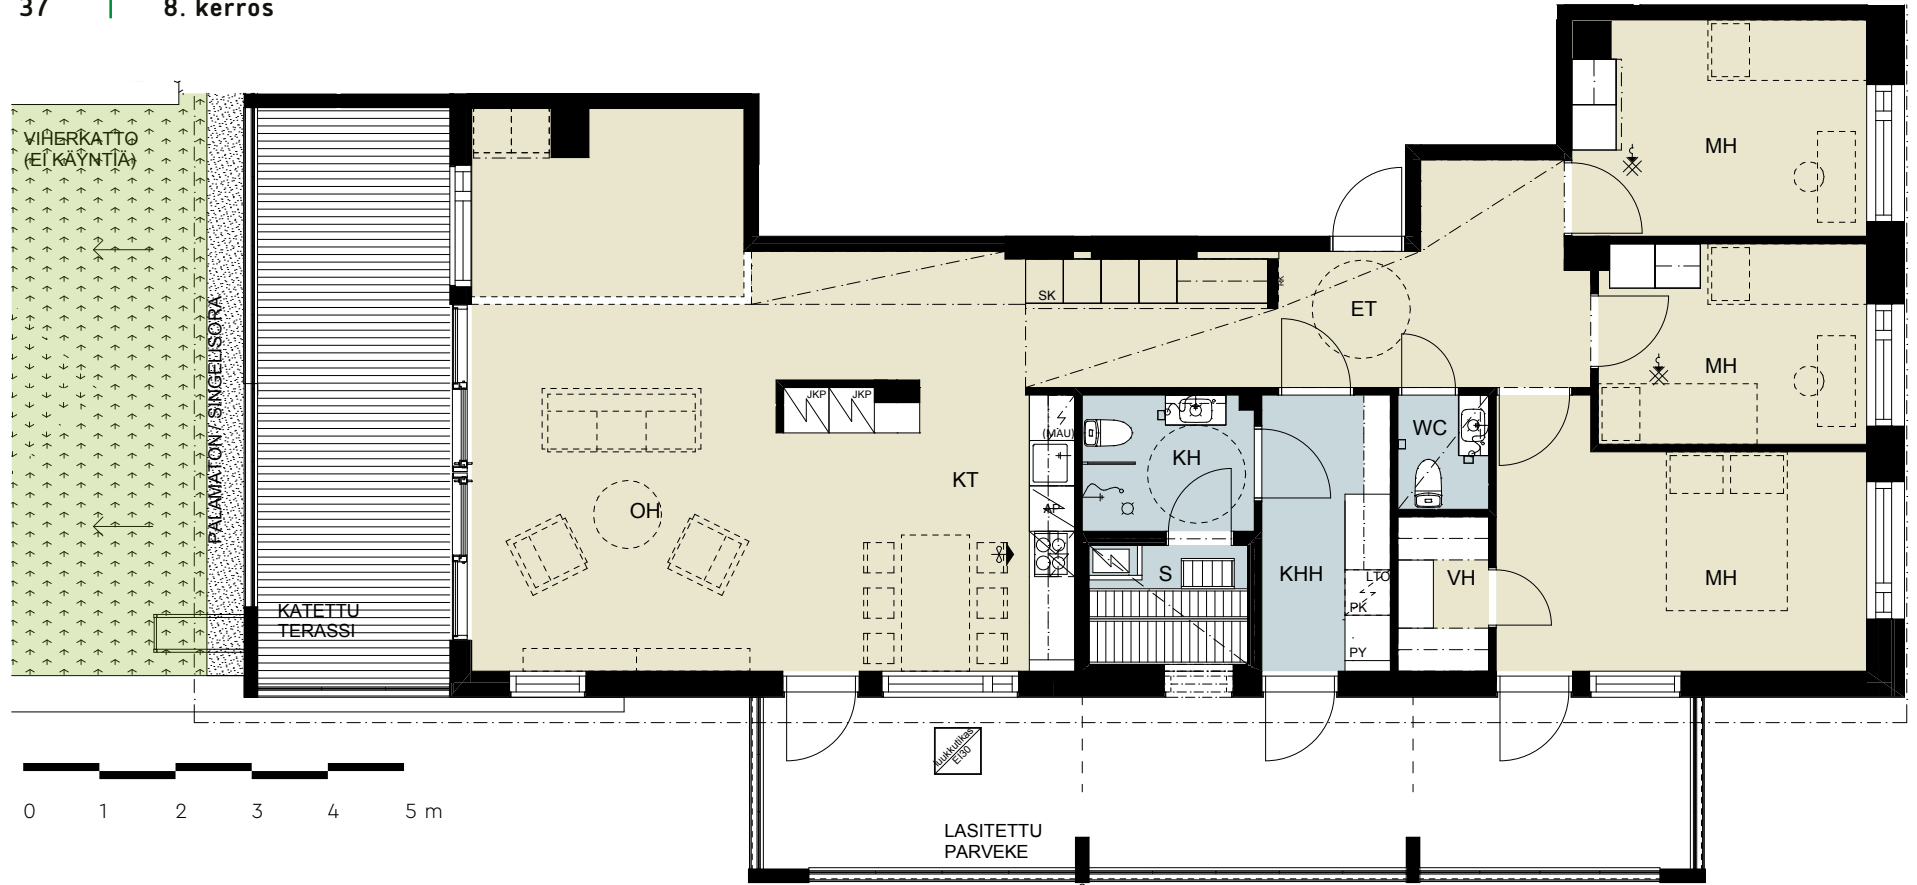 37 8. kerros
VIHERKATTO
(EI KÄYNTIÄ)
PALAMATON / SINGELISORA
KATETTU
TERASSI
OH
JKP JKP
KT
SK
ET
MH
MH
MH
(MAU)
AP
KH
S
KHH
LTO
PK
PY
WC
VH
luukkutikas
EI30
LASITETTU
PARVEKE
0 1 2 3 4 5 m